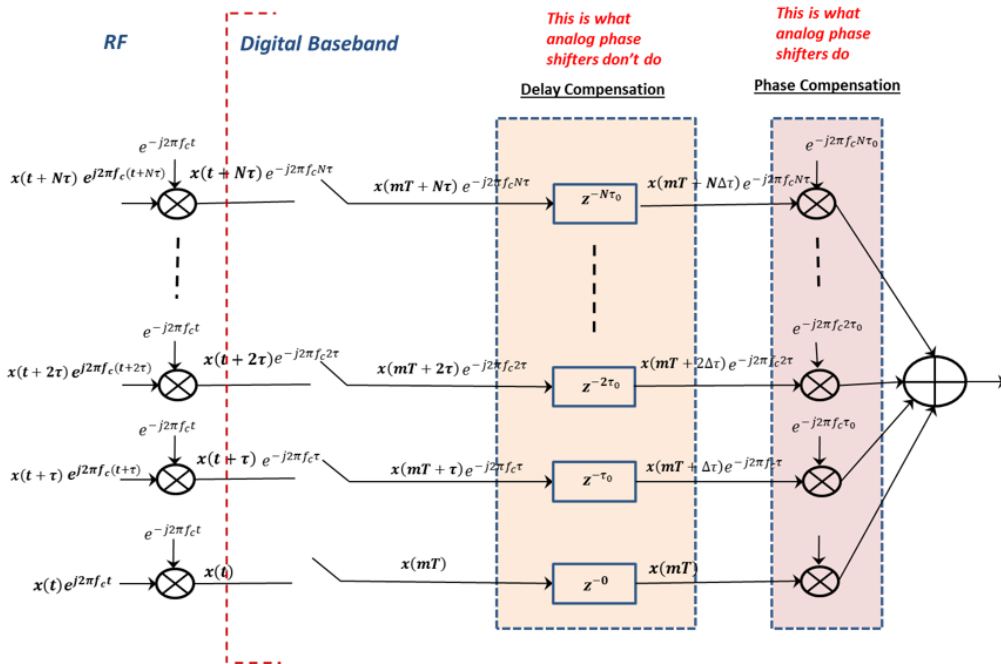 RF
Digital Baseband
This is what
analog phase
shifters don't do
This is what
analog phase
shifters do
Delay Compensation
Phase Compensation
e^{-j2πf_c t}
e^{-j2πf_c Nτ_0}
x(t + Nτ) e^{j2πf_c(t+Nτ)}
x(t + Nτ) e^{-j2πf_c Nτ}
x(mT + Nτ) e^{-j2πf_c Nτ}
z^{-Nτ_0}
x(mT + NΔτ) e^{-j2πf_c Nτ}
e^{-j2πf_c t}
e^{-j2πf_c 2τ_0}
x(t + 2τ) e^{j2πf_c(t+2τ)}
x(t + 2τ) e^{-j2πf_c 2τ}
x(mT + 2τ) e^{-j2πf_c 2τ}
z^{-2τ_0}
x(mT + 2Δτ) e^{-j2πf_c 2τ}
e^{-j2πf_c t}
e^{-j2πf_c τ_0}
x(t + τ) e^{j2πf_c(t+τ)}
x(t + τ) e^{-j2πf_c τ}
x(mT + τ) e^{-j2πf_c τ}
z^{-τ_0}
x(mT + Δτ) e^{-j2πf_c τ}
e^{-j2πf_c t}
x(t) e^{j2πf_c t}
x(t)
x(mT)
z^{-0}
x(mT)